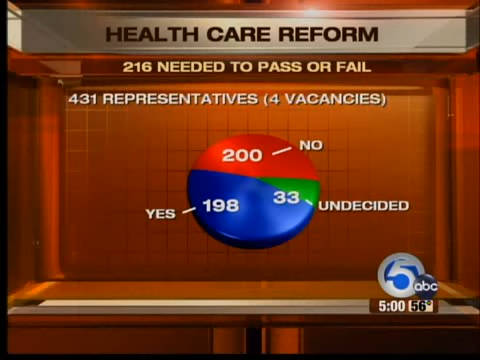 HEALTH CARE REFORM
216 NEEDED TO PASS OR FAIL
431 REPRESENTATIVES (4 VACANCIES)
NO
200
YES
198
33
UNDECIDED
5 abc
5:00 56°